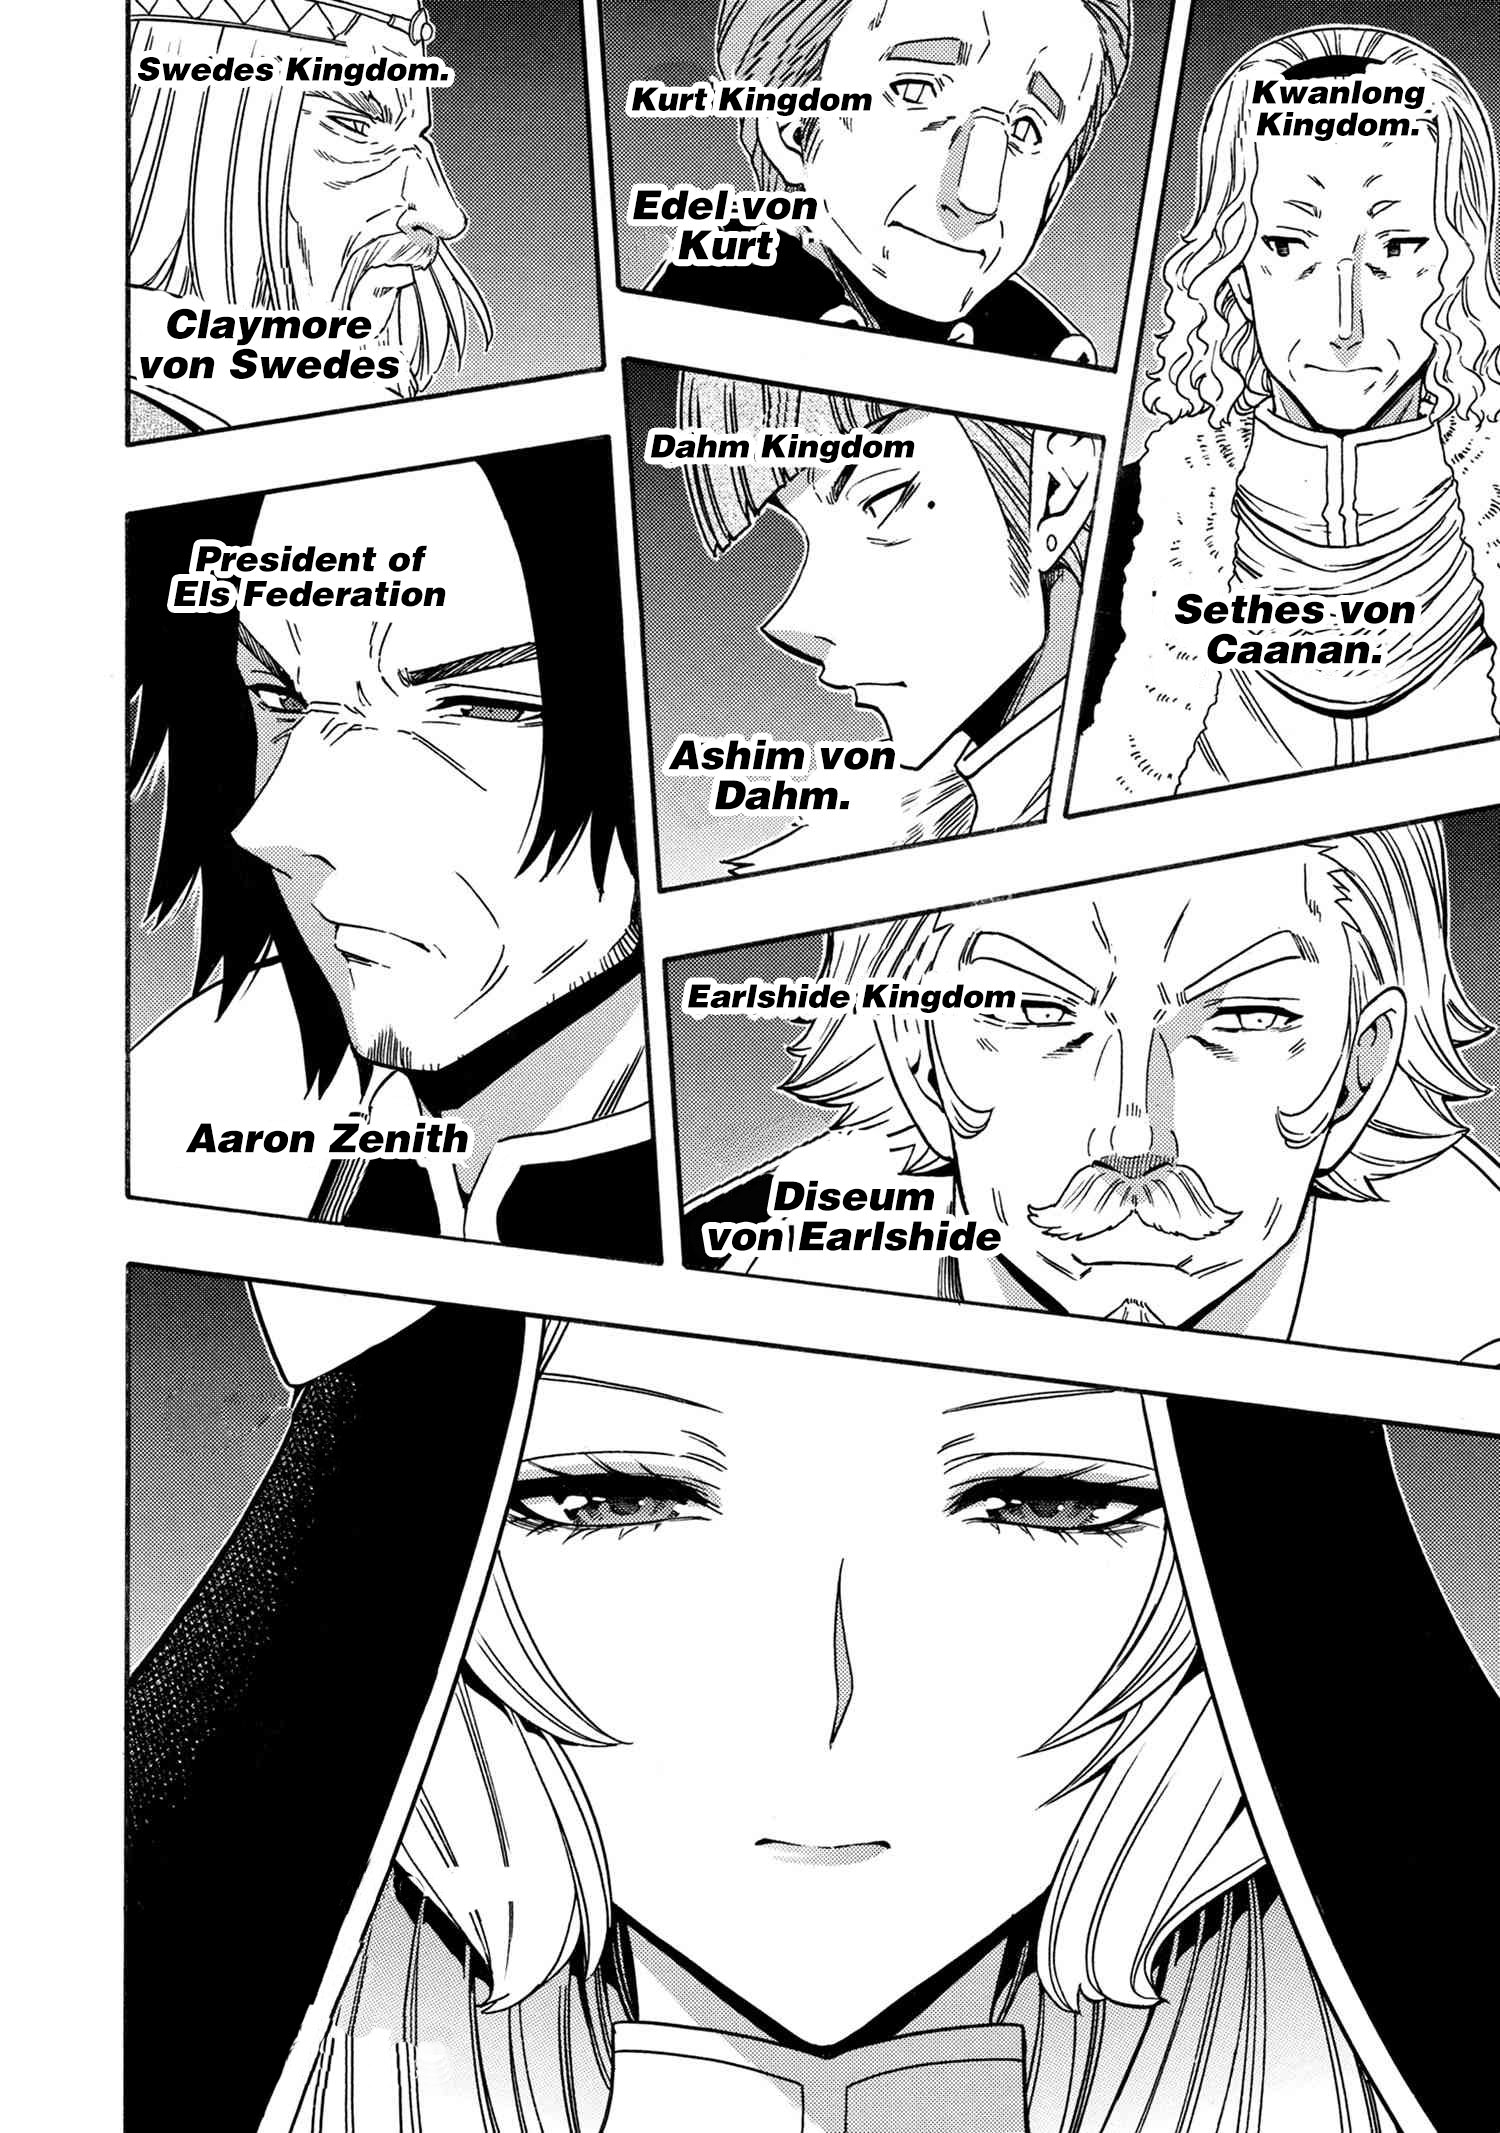 Kwanlong
Kingdom.
Sethes von
Caanan.
Kurt Kingdom
Edel von
Kurt
Swedes Kingdom.
Claymore
von Swedes
Dahm Kingdom
Ashim von
Dahm.
President of
Els Federation
Aaron Zenith
Earlshide Kingdom
Diseum
von Earlshide